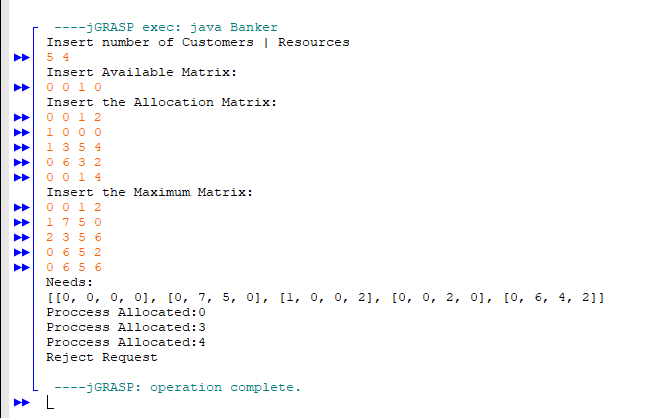 ----jGRASP exec: java Banker
Insert number of Customers | Resources
5 4
Insert Available Matrix:
0 0 1 0
Insert the Allocation Matrix:
0 0 1 2
1 0 0 0
1 3 5 4
0 6 3 2
0 0 1 4
Insert the Maximum Matrix:
0 0 1 2
1 7 5 0
2 3 5 6
0 6 5 2
0 6 5 6
Needs:
[[0, 0, 0, 0], [0, 7, 5, 0], [1, 0, 0, 2], [0, 0, 2, 0], [0, 6, 4, 2]]
Proccess Allocated:0
Proccess Allocated:3
Proccess Allocated:4
Reject Request
----jGRASP: operation complete.